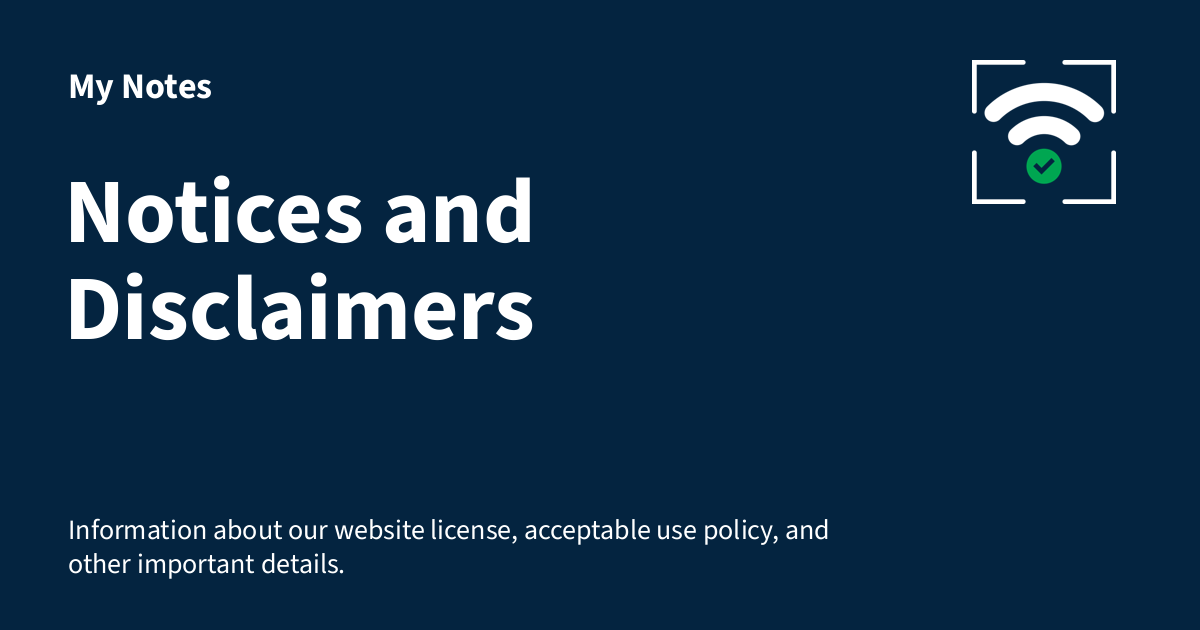 My Notes
Notices and
Disclaimers
Information about our website license, acceptable use policy, and
other important details.